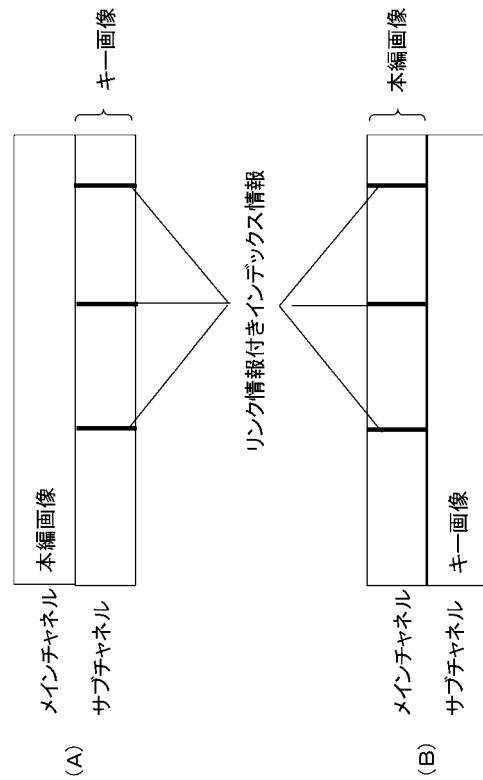 (A)
メインチャネル
本編画像
サブチャネル
キー画像
リンク情報付きインデックス情報
(B)
メインチャネル
本編画像
サブチャネル
キー画像